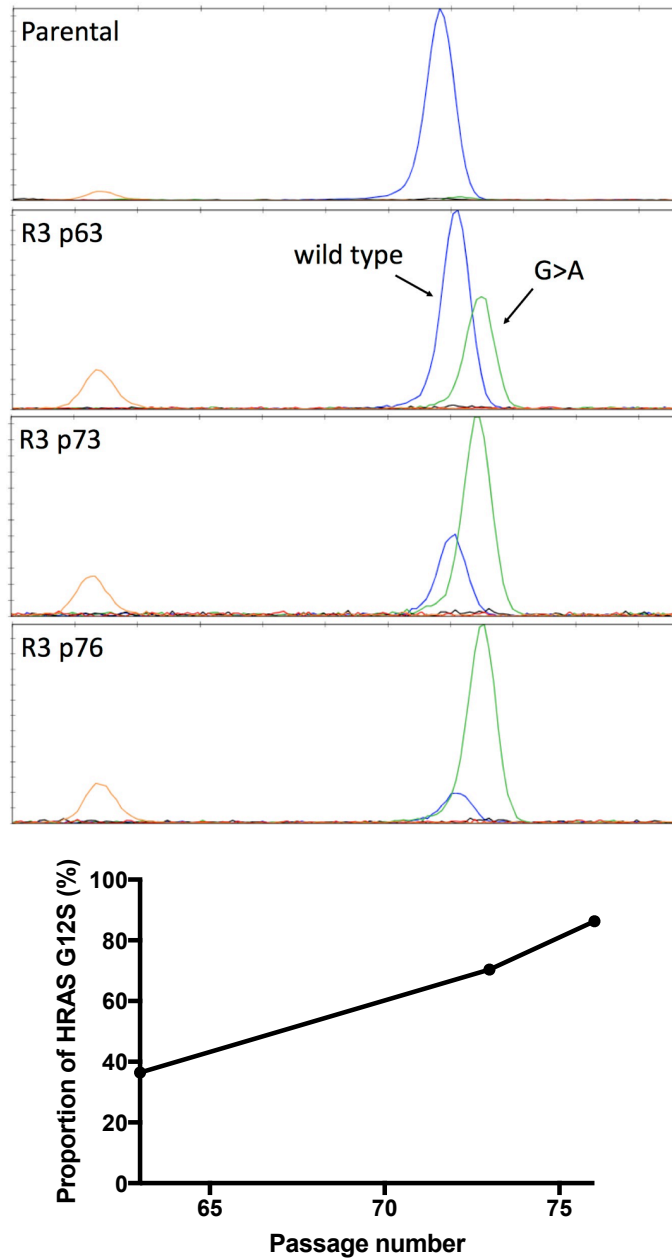 Parental
R3 p63
wild type
G>A
R3 p73
R3 p76
Proportion of HRAS G12S (%)
100
80
60
40
20
0
65 70 75
Passage number